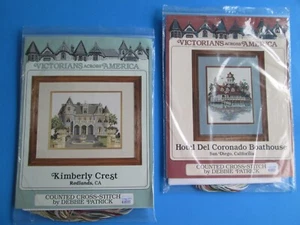 VICTORIANS ACROSS AMERICA
Kimberly Crest
Redlands, CA
COUNTED CROSS-STITCH
by DEBBIE PATRICK
VICTORIANS ACROSS AMERICA
Hotel Del Coronado Boathouse
San Diego, California
COUNTED CROSS-STITCH
by DEBBIE PATRICK